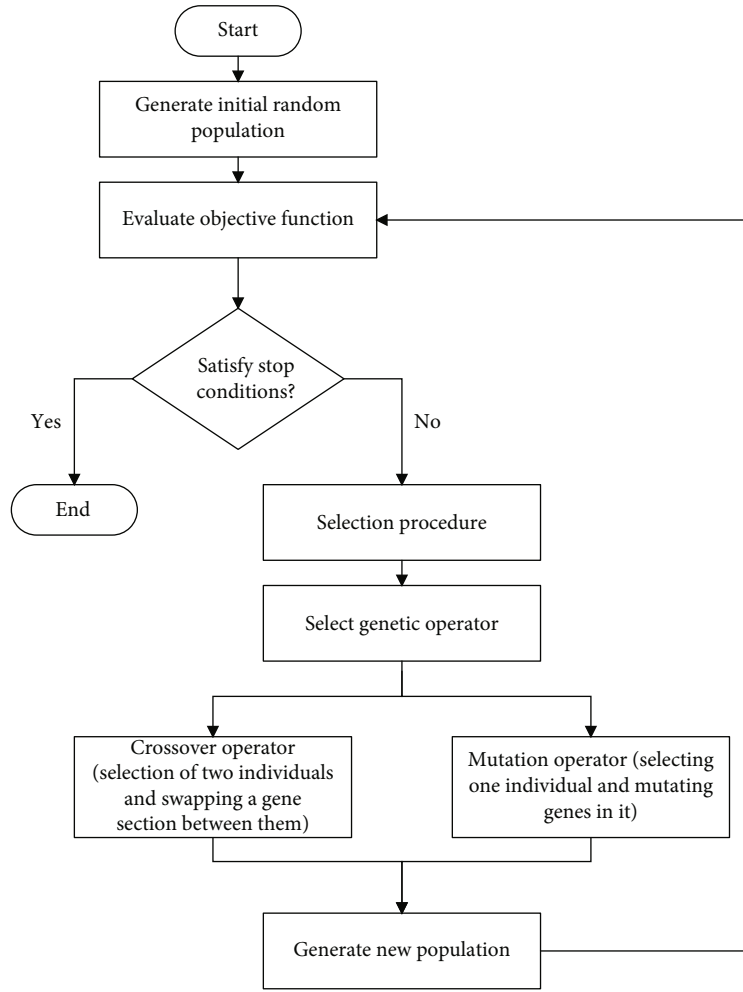 Start
Generate initial random
population
Evaluate objective function
Satisfy stop
conditions?
Yes
No
End
Selection procedure
Select genetic operator
Crossover operator
(selection of two individuals
and swapping a gene
section between them)
Mutation operator (selecting
one individual and mutating
genes in it)
Generate new population